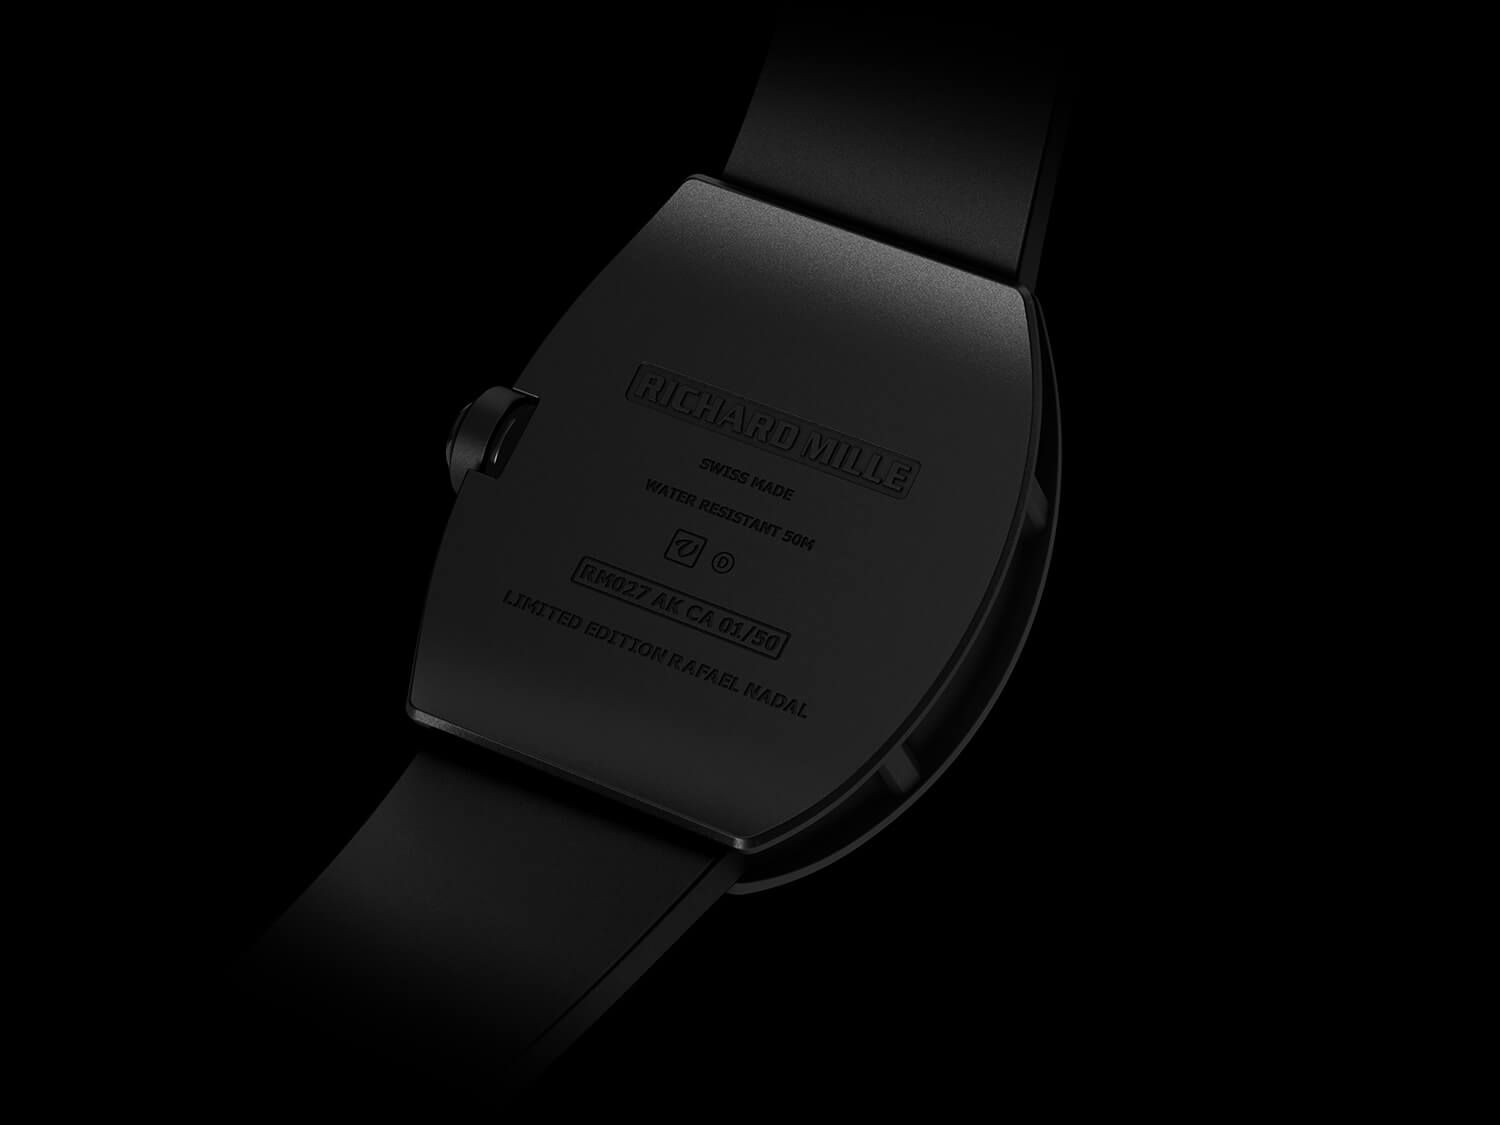 RICHARD MILLE
SWISS MADE
WATER RESISTANT 50M
D
RM027 AK CA 01/50
LIMITED EDITION RAFAEL NADAL